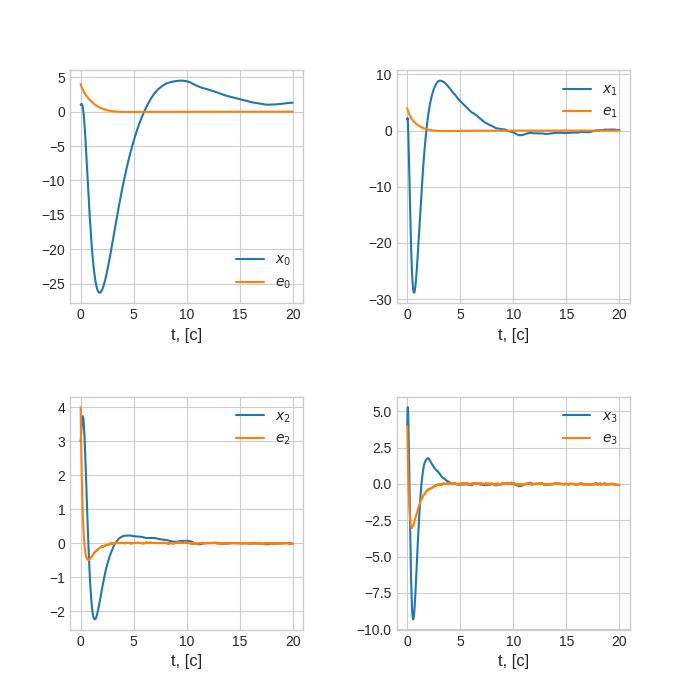 5
0
−5
−10
−15
−20
−25
0 5 10 15 20
t, [c]
x₀
e₀
10
0
−10
−20
−30
0 5 10 15 20
t, [c]
x₁
e₁
4
3
2
1
0
−1
−2
0 5 10 15 20
t, [c]
x₂
e₂
5.0
2.5
0.0
−2.5
−5.0
−7.5
−10.0
0 5 10 15 20
t, [c]
x₃
e₃